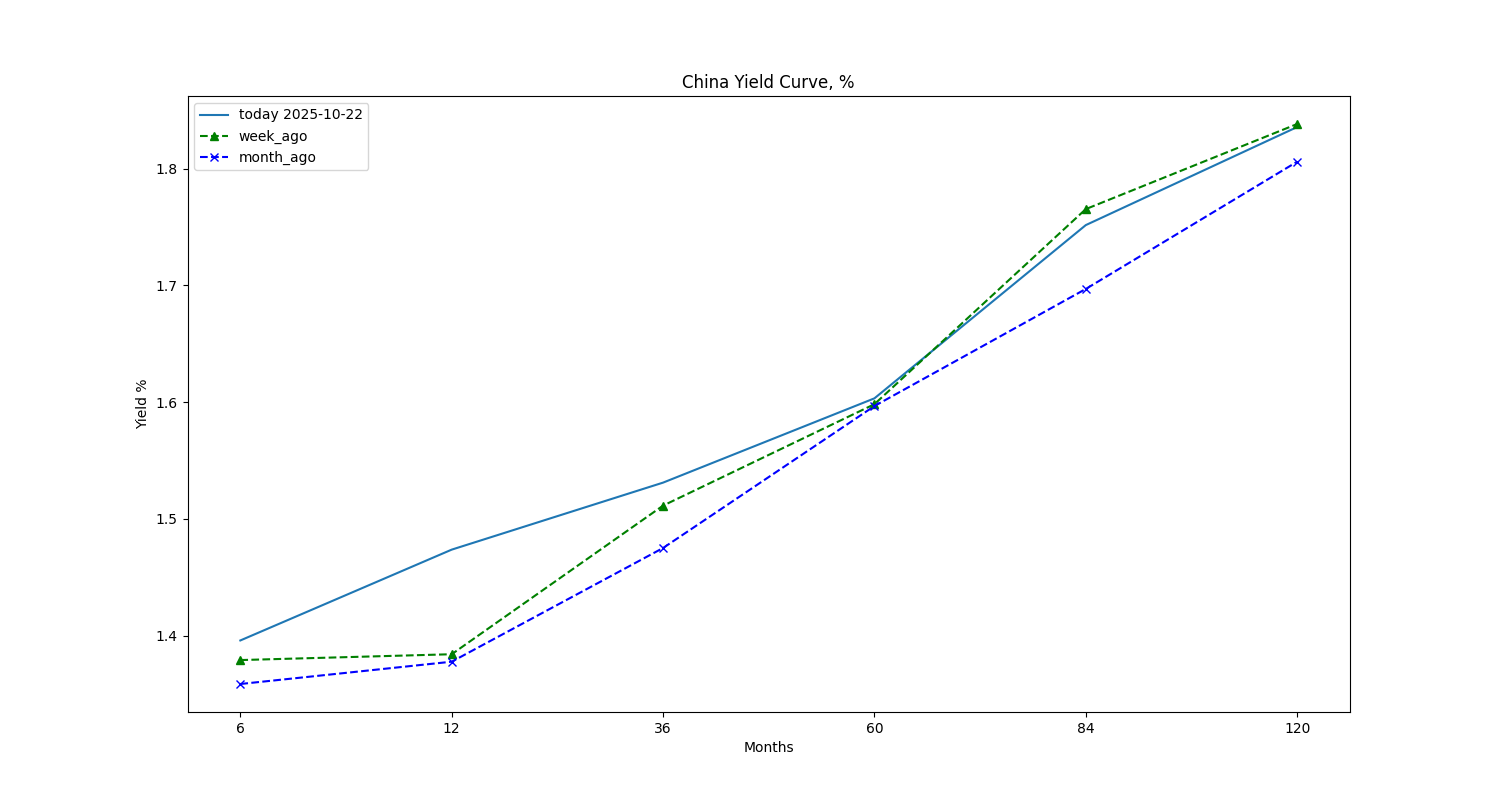 China Yield Curve, %
today 2025-10-22
week_ago
month_ago
1.8
1.7
1.6
1.5
1.4
Yield %
6 12 36 60 84 120
Months